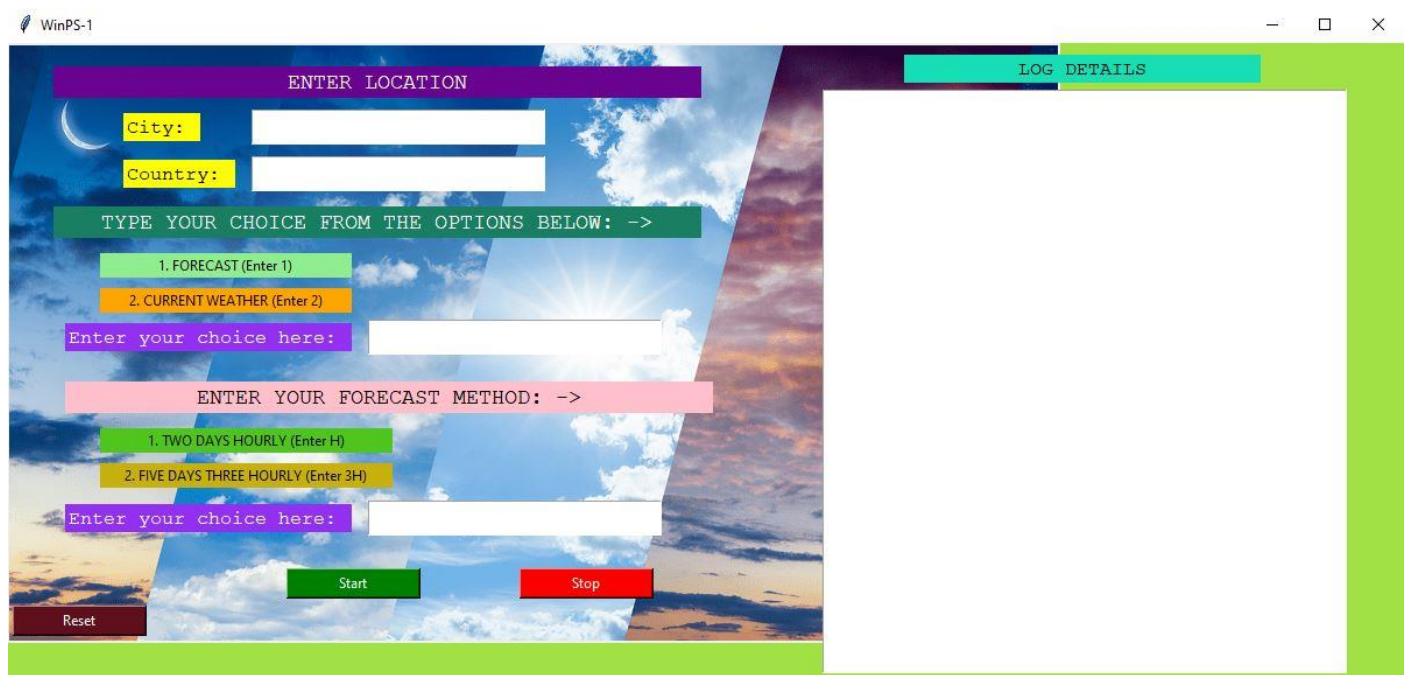 WinPS-1
ENTER LOCATION
City:
Country:
TYPE YOUR CHOICE FROM THE OPTIONS BELOW: ->
1. FORECAST (Enter 1)
2. CURRENT WEATHER (Enter 2)
Enter your choice here:
ENTER YOUR FORECAST METHOD: ->
1. TWO DAYS HOURLY (Enter H)
2. FIVE DAYS THREE HOURLY (Enter 3H)
Enter your choice here:
Start
Stop
Reset
LOG DETAILS